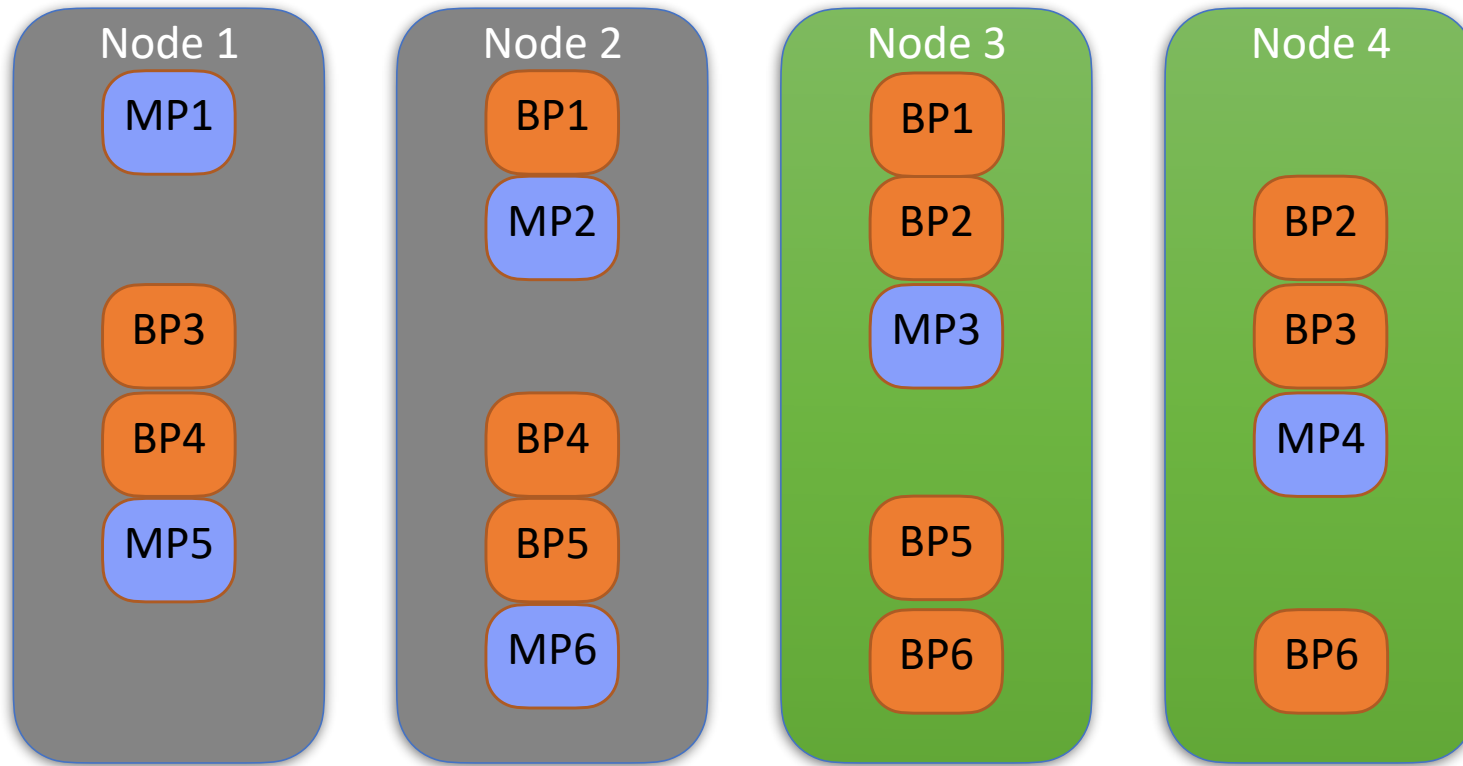 Node 1
MP1
BP3
BP4
MP5
Node 2
BP1
MP2
BP4
BP5
MP6
Node 3
BP1
BP2
MP3
BP5
BP6
Node 4
BP2
BP3
MP4
BP6